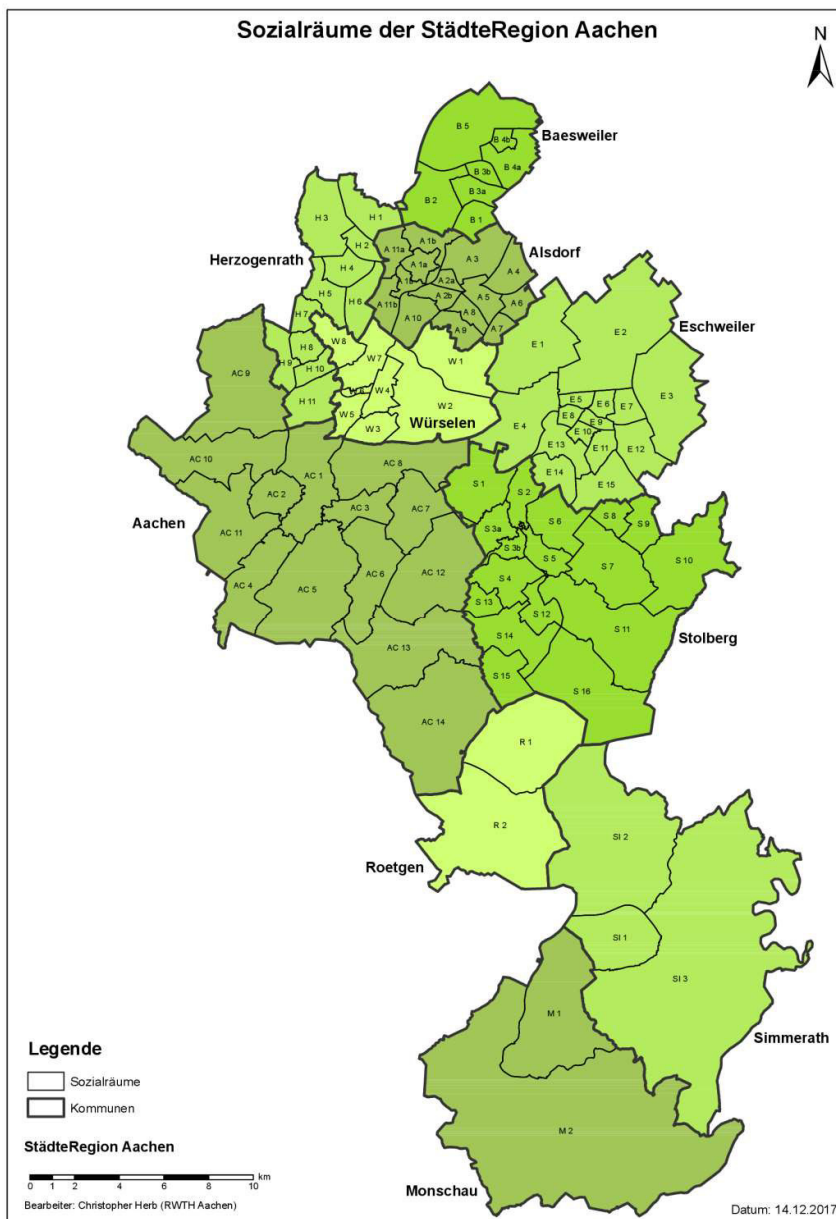 Sozialräume der StädteRegion Aachen
N
B 5
B 4b
Baesweiler
B 4a
B 3b
B 3a
B 2
B 1
H 3
H 1
H 2
H 4
Herzogenrath
H 5
H 6
H 7
H 8
H 9
H 10
H 11
A 11a
A 1b
A 1a
A 3
Alsdorf
A 4
A 2a
A 2b
A 5
A 6
A 11b
A 10
A 8
A 9
A 7
W 8
W 7
W 1
W 6
W 4
W 5
W 2
W 3
Würselen
E 1
E 2
Eschweiler
E 3
E 5
E 6
E 7
E 8
E 9
E 4
E 10
E 13
E 11
E 12
E 14
E 15
AC 9
AC 10
AC 1
AC 8
AC 2
AC 3
AC 7
Aachen
AC 11
AC 4
AC 5
AC 6
AC 12
AC 13
AC 14
S 1
S 2
S 3a
S 6
S 8
S 9
S 3b
S 5
S 7
S 10
S 4
S 13
S 12
S 11
S 14
Stolberg
S 15
S 16
R 1
R 2
Roetgen
SI 2
SI 1
SI 3
Simmerath
M 1
M 2
Monschau
Legende
Sozialräume
Kommunen
StädteRegion Aachen
km
0 1 2 4 6 8 10
Bearbeiter: Christopher Herb (RWTH Aachen)
Datum: 14.12.2017